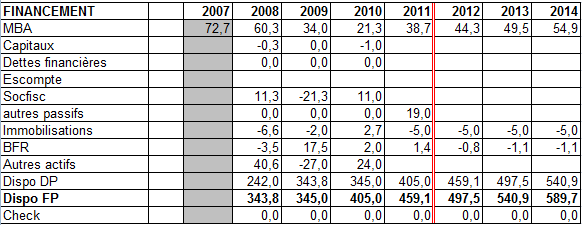 FINANCEMENT 2007 2008 2009 2010 2011 2012 2013 2014
MBA 72,7 60,3 34,0 21,3 38,7 44,3 49,5 54,9
Capitaux -0,3 0,0 -1,0
Dettes financières 0,0 0,0 0,0
Escompte
Socfisc 11,3 -21,3 11,0
autres passifs 0,0 0,0 0,0 19,0
Immobilisations -6,6 -2,0 2,7 -5,0 -5,0 -5,0 -5,0
BFR -3,5 17,5 2,0 1,4 -0,8 -1,1 -1,1
Autres actifs 40,6 -27,0 24,0
Dispo DP 242,0 343,8 345,0 405,0 459,1 497,5 540,9
Dispo FP 343,8 345,0 405,0 459,1 497,5 540,9 589,7
Check 0,0 0,0 0,0 0,0 0,0 0,0 0,0